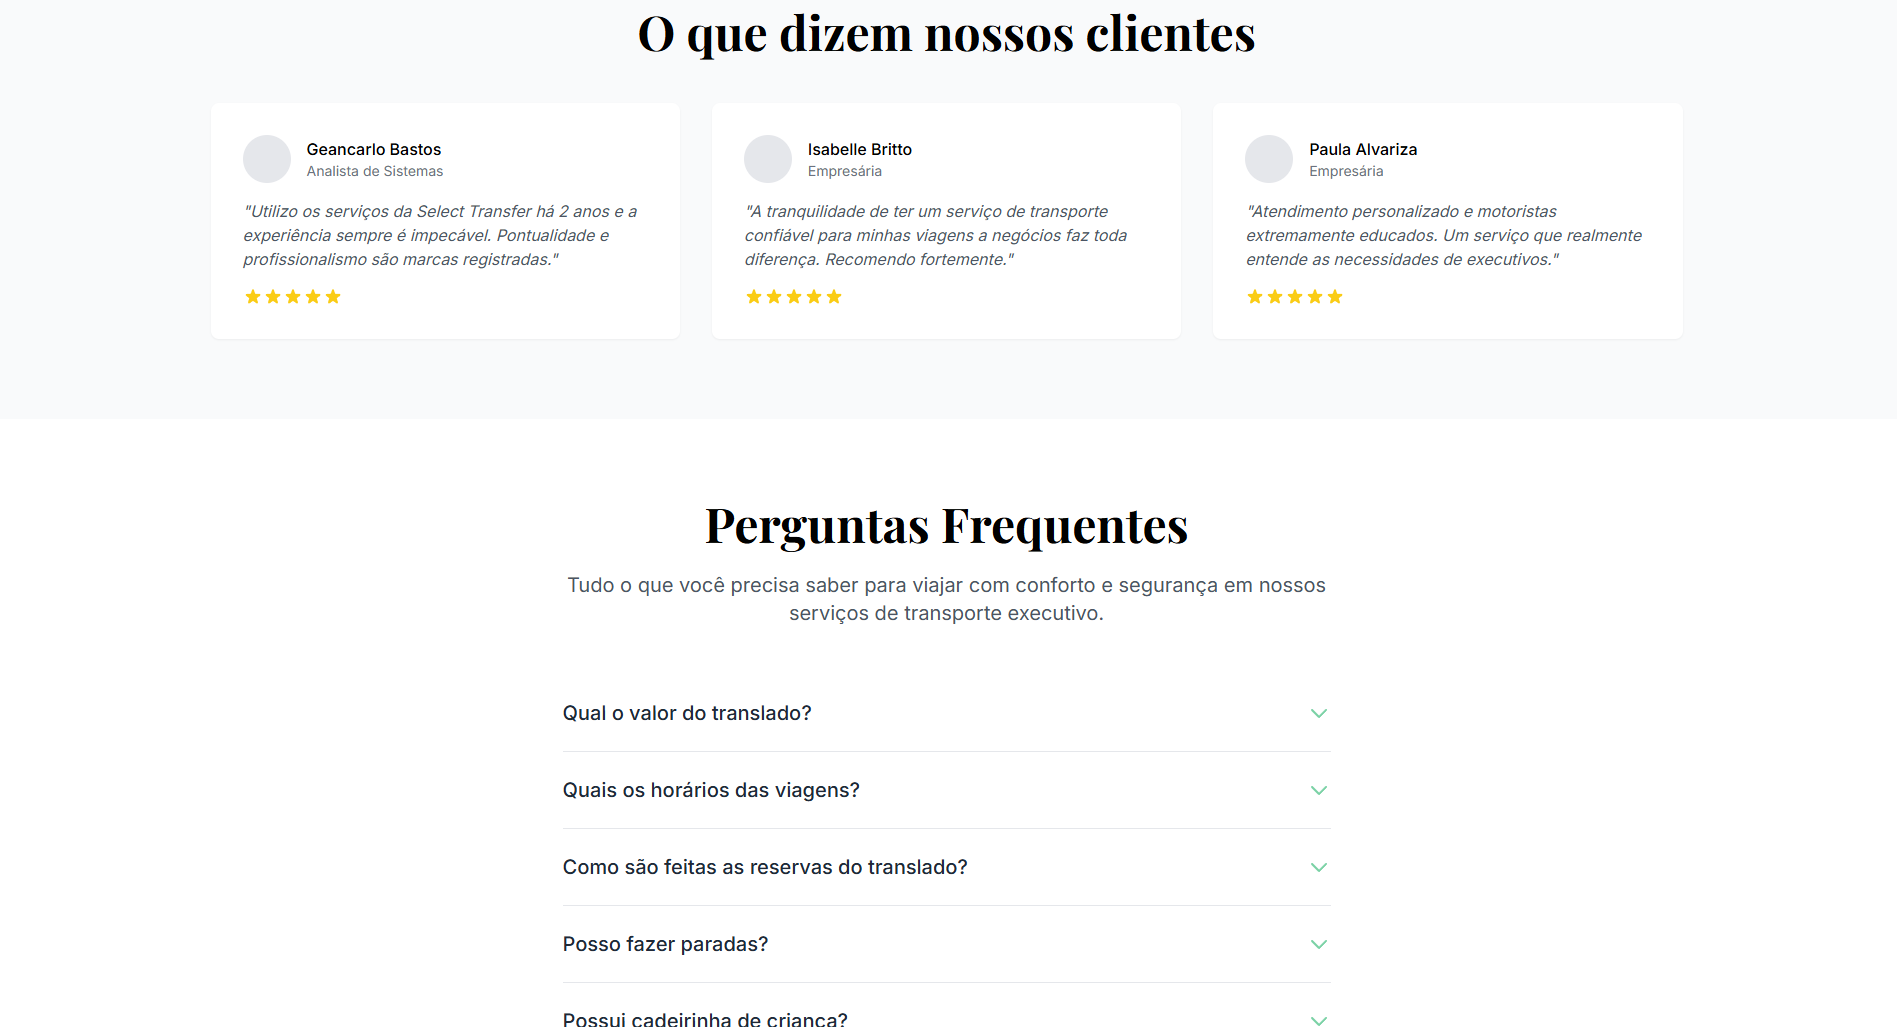 O que dizem nossos clientes
Geancarlo Bastos
Analista de Sistemas
"Utilizo os serviços da Select Transfer há 2 anos e a
experiência sempre é impecável. Pontualidade e
profissionalismo são marcas registradas."
Isabelle Britto
Empresária
"A tranquilidade de ter um serviço de transporte
confiável para minhas viagens a negócios faz toda
diferença. Recomendo fortemente."
Paula Alvariza
Empresária
"Atendimento personalizado e motoristas
extremamente educados. Um serviço que realmente
entende as necessidades de executivos."
Perguntas Frequentes
Tudo o que você precisa saber para viajar com conforto e segurança em nossos
serviços de transporte executivo.
Qual o valor do translado?
Quais os horários das viagens?
Como são feitas as reservas do translado?
Posso fazer paradas?
Possui cadeirinha de criança?